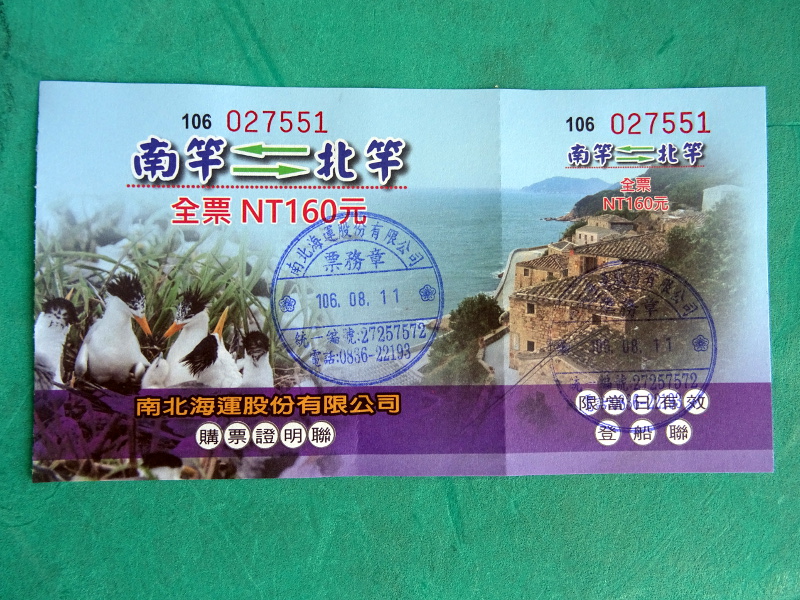 106 027551
南竿 北竿
全票 NT160元
南北海運股份有限公司
票務章
106.08.11
統一編號:27257572
電話:0836-22193
南北海運股份有限公司
購票證明聯
106 027551
南竿 北竿
全票
NT160元
106.08.11
27257572
限當日有效
登船聯